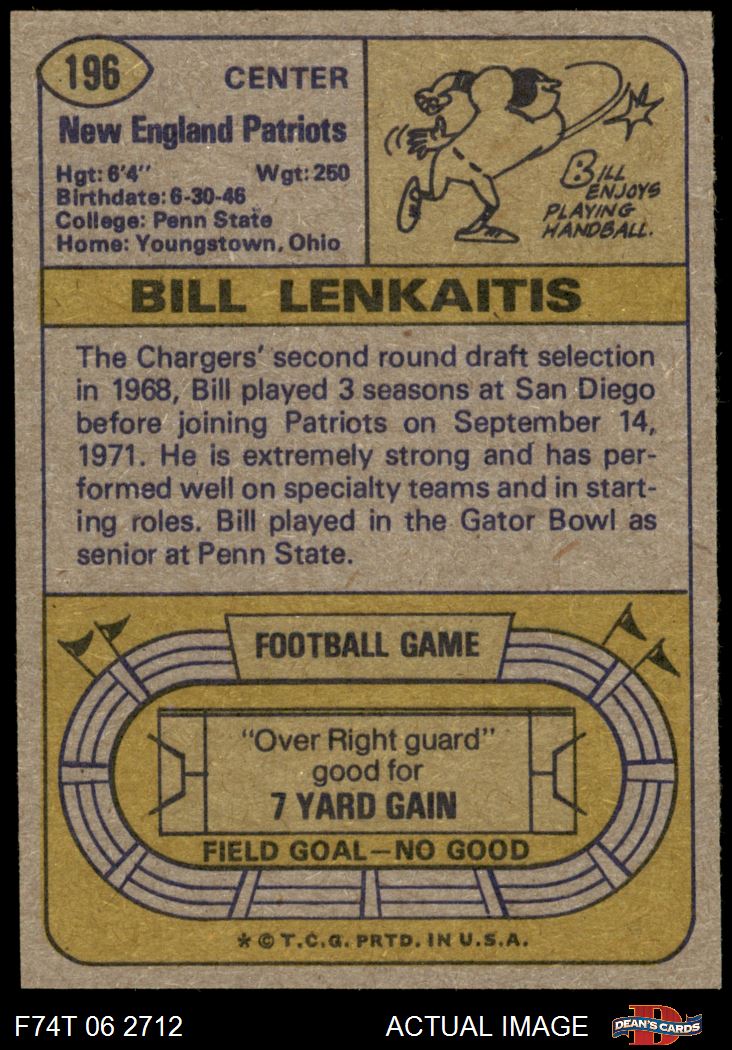 196
CENTER
New England Patriots
Hgt: 6'4" Wgt: 250
Birthdate: 6-30-46
College: Penn State
Home: Youngstown, Ohio
BILL
ENJOYS
PLAYING
HANDBALL.
BILL LENKAITIS
The Chargers' second round draft selection
in 1968, Bill played 3 seasons at San Diego
before joining Patriots on September 14,
1971. He is extremely strong and has per-
formed well on specialty teams and in start-
ing roles. Bill played in the Gator Bowl as
senior at Penn State.
FOOTBALL GAME
"Over Right guard"
good for
7 YARD GAIN
FIELD GOAL—NO GOOD
* © T.C.G. PRTD. IN U.S.A.
F74T 06 2712
ACTUAL IMAGE
D
DEAN'S CARDS